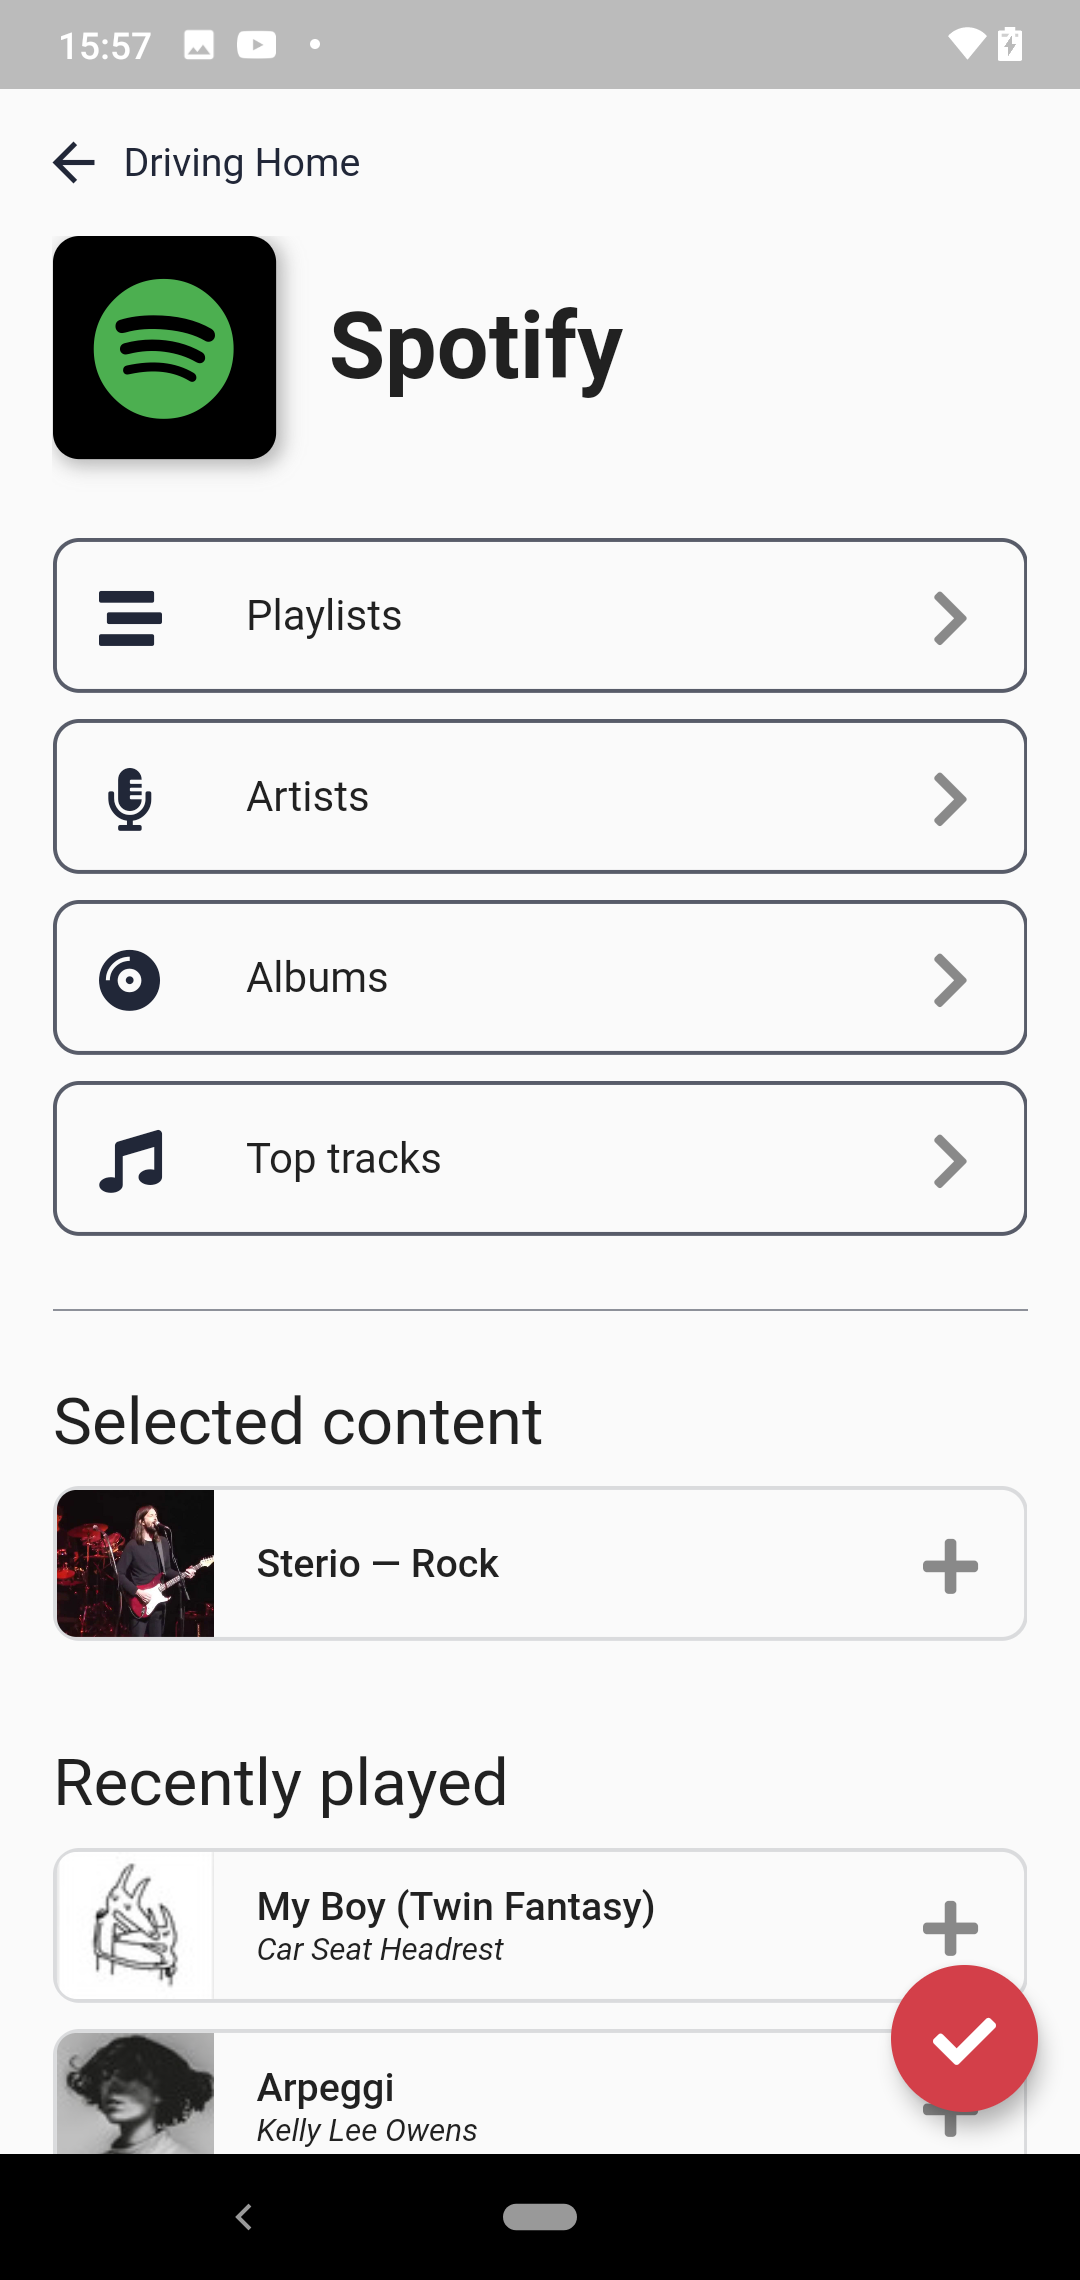 15:57
Driving Home
Spotify
Playlists
Artists
Albums
Top tracks
Selected content
Sterio — Rock
Recently played
My Boy (Twin Fantasy)
Car Seat Headrest
Arpeggi
Kelly Lee Owens